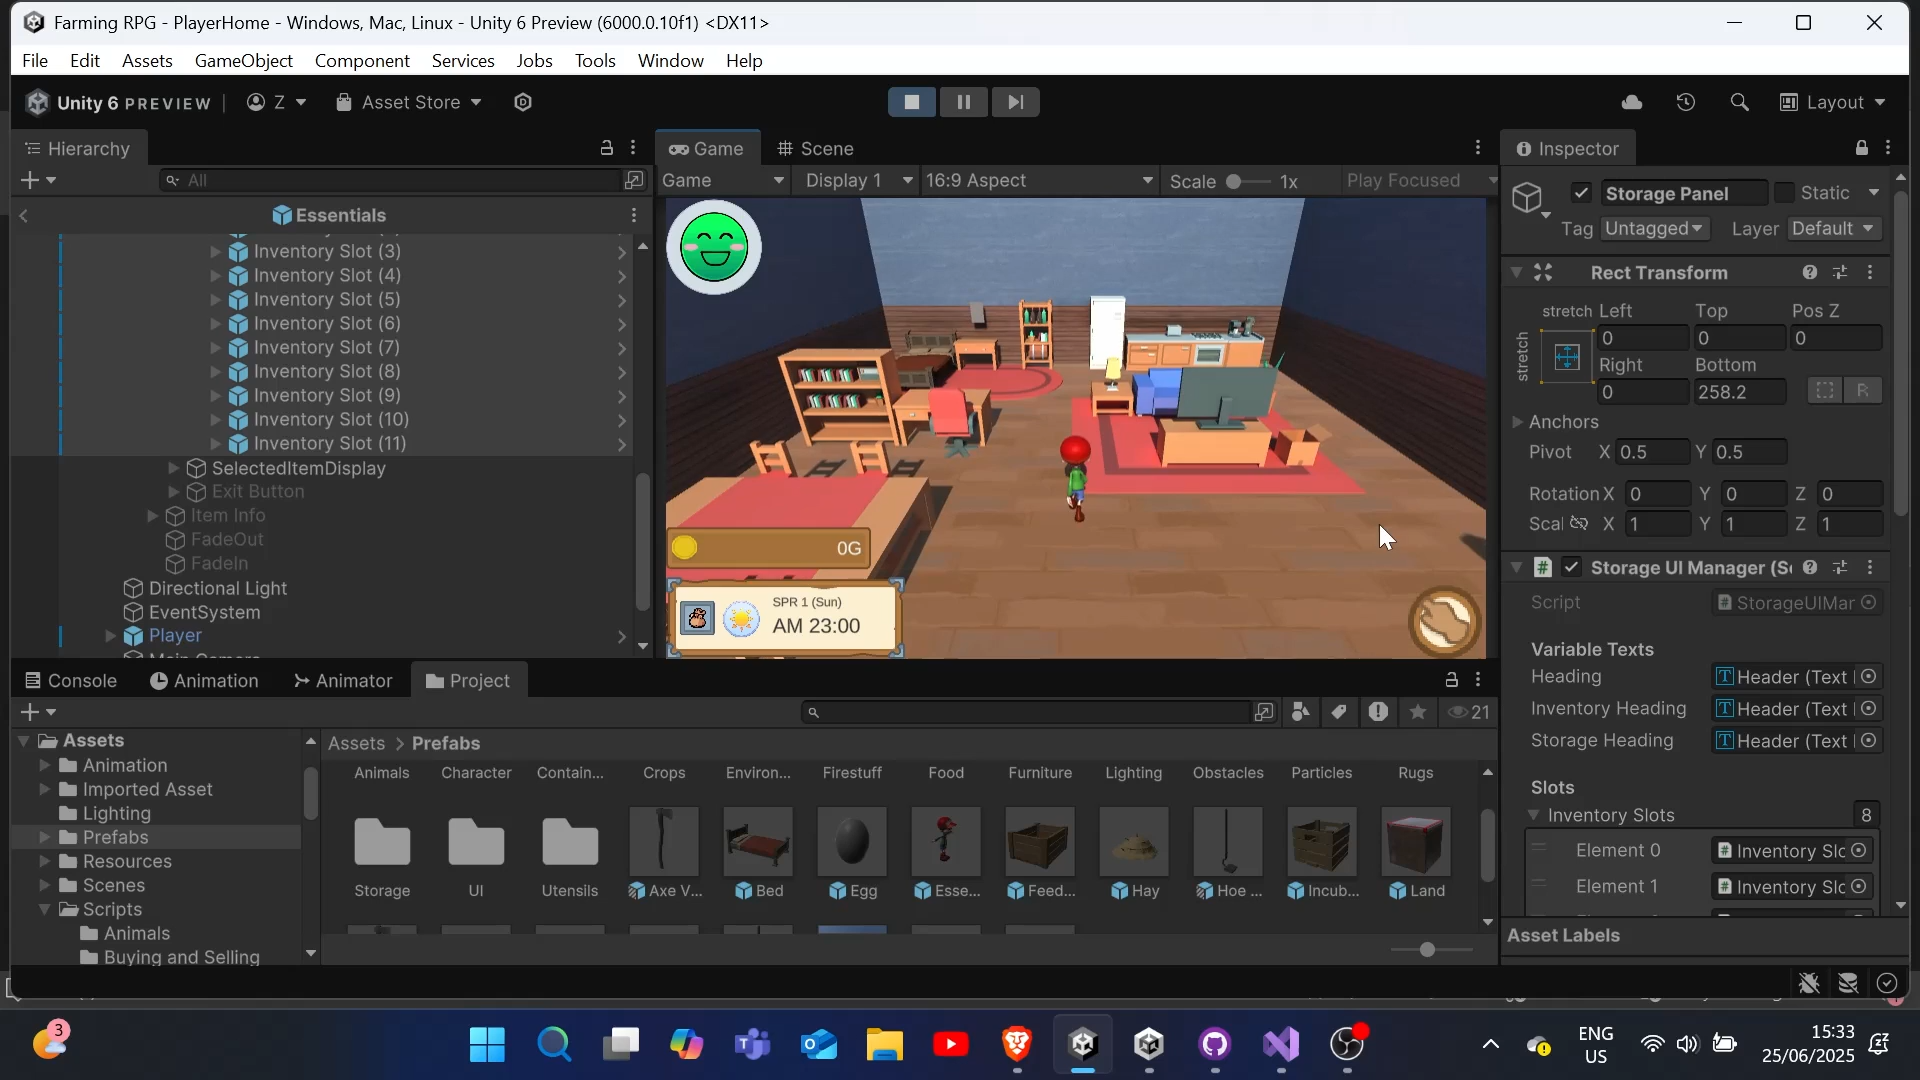 Farming RPG - PlayerHome - Windows, Mac, Linux - Unity 6 Preview (6000.0.10f1) <DX11>
File Edit Assets GameObject Component Services Jobs Tools Window Help
Unity 6 PREVIEW Z Asset Store Layout
Hierarchy Game Scene Inspector
All Game Display 1 16:9 Aspect Scale 1x Play Focused
Essentials
Inventory Slot (3)
Inventory Slot (4)
Inventory Slot (5)
Inventory Slot (6)
Inventory Slot (7)
Inventory Slot (8)
Inventory Slot (9)
Inventory Slot (10)
Inventory Slot (11)
SelectedItemDisplay
Exit Button
Item Info
FadeOut
FadeIn
Directional Light
EventSystem
Player
0G
SPR 1 (Sun)
AM 23:00
Storage Panel Static
Tag Untagged Layer Default
Rect Transform
stretch Left Top Pos Z
stretch
0 0 0
Right Bottom
0 258.2 R
Anchors
Pivot X 0.5 Y 0.5
Rotation X 0 Y 0 Z 0
Scal X 1 Y 1 Z 1
# Storage UI Manager (S
Script # StorageUIMar
Variable Texts
Heading Header (Text
Inventory Heading Header (Text
Storage Heading Header (Text
Slots
Inventory Slots 8
Element 0 # Inventory Slc
Element 1 # Inventory Slc
Asset Labels
Console Animation Animator Project
21
Assets
Animation
Imported Asset
Lighting
Prefabs
Resources
Scenes
Scripts
Animals
Buying and Selling
Assets > Prefabs
Animals Character Contain... Crops Environ... Firestuff Food Furniture Lighting Obstacles Particles Rugs
Storage UI Utensils Axe V... Bed Egg Esse... Feed... Hay Hoe ... Incub... Land
3
ENG
US
15:33
25/06/2025